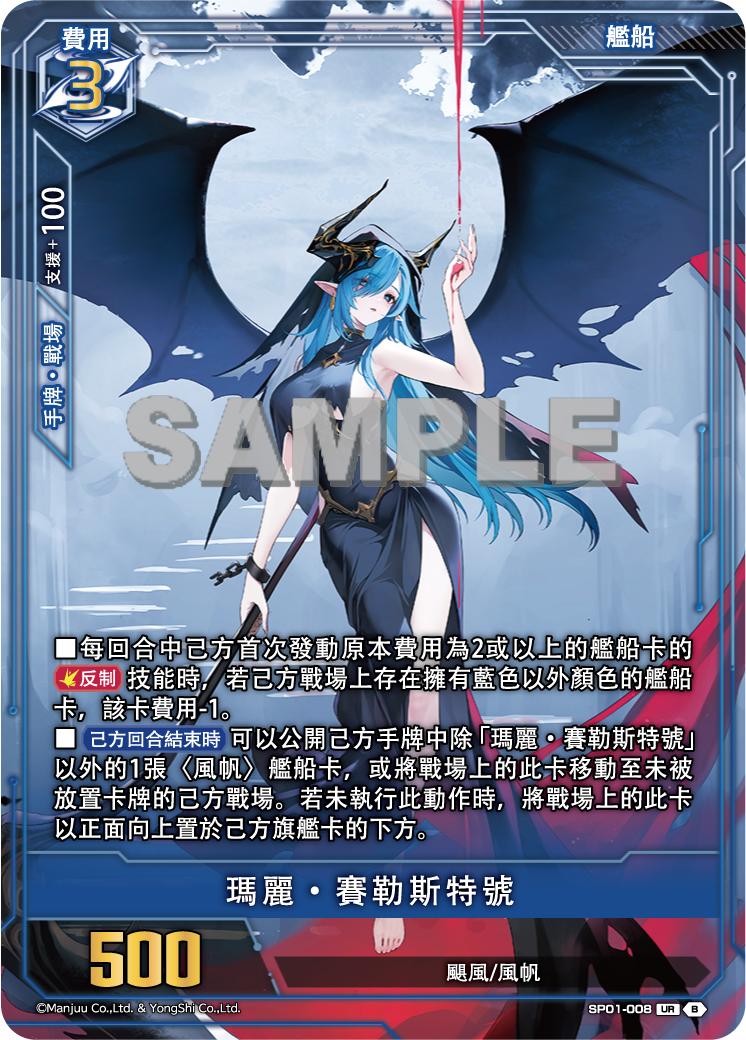 費用
艦船
3
支援+100
手牌・戰場
SAMPLE
■每回合中己方首次發動原本費用為2或以上的艦船卡的
反制 技能時，若己方戰場上存在擁有藍色以外顏色的艦船
卡，該卡費用-1。
■ 己方回合結束時 可以公開己方手牌中除「瑪麗・賽勒斯特號」
以外的1張〈風帆〉艦船卡，或將戰場上的此卡移動至未被
放置卡牌的己方戰場。若未執行此動作時，將戰場上的此卡
以正面向上置於己方旗艦卡的下方。
瑪麗・賽勒斯特號
500
颶風/風帆
©Manjuu Co.,Ltd. & YongShi Co.,Ltd.
SP01-008 UR B